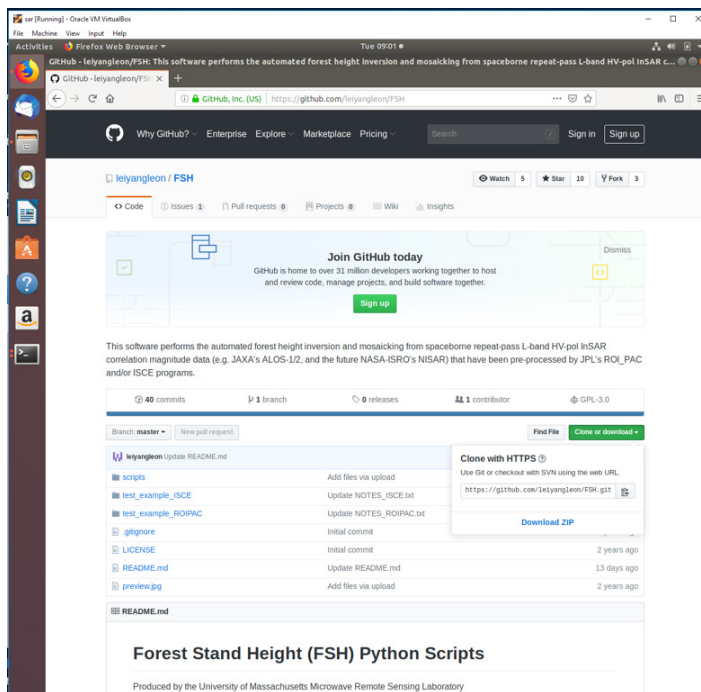 sar [Running] - Oracle VM VirtualBox
File Machine View Input Help
Activities Firefox Web Browser Tue 09:01
GitHub - leiyangleon/FSH: This software performs the automated forest height inversion and mosaicking from spaceborne repeat-pass L-band HV-pol InSAR c...
GitHub - leiyangleon/FS
GitHub, Inc. (US) https://github.com/leiyangleon/FSH
Why GitHub? Enterprise Explore Marketplace Pricing Search / Sign in Sign up
leiyangleon / FSH Watch 5 Star 10 Fork 3
Code Issues 1 Pull requests 0 Projects 0 Wiki Insights
Join GitHub today
Dismiss
GitHub is home to over 31 million developers working together to host
and review code, manage projects, and build software together.
Sign up
This software performs the automated forest height inversion and mosaicking from spaceborne repeat-pass L-band HV-pol InSAR
correlation magnitude data (e.g. JAXA's ALOS-1/2, and the future NASA-ISRO's NISAR) that have been pre-processed by JPL's ROI_PAC
and/or ISCE programs.
40 commits 1 branch 0 releases 1 contributor GPL-3.0
Branch: master New pull request Find File Clone or download
leiyangleon Update README.md
Clone with HTTPS
Use Git or checkout with SVN using the web URL.
https://github.com/leiyangleon/FSH.git
Download ZIP
scripts Add files via upload
test_example_ISCE Update NOTES_ISCE.txt
test_example_ROIPAC Update NOTES_ROIPAC.txt
.gitignore Initial commit
LICENSE Initial commit 2 years ago
README.md Update README.md 13 days ago
preview.jpg Add files via upload 2 years ago
README.md
Forest Stand Height (FSH) Python Scripts
Produced by the University of Massachusetts Microwave Remote Sensing Laboratory